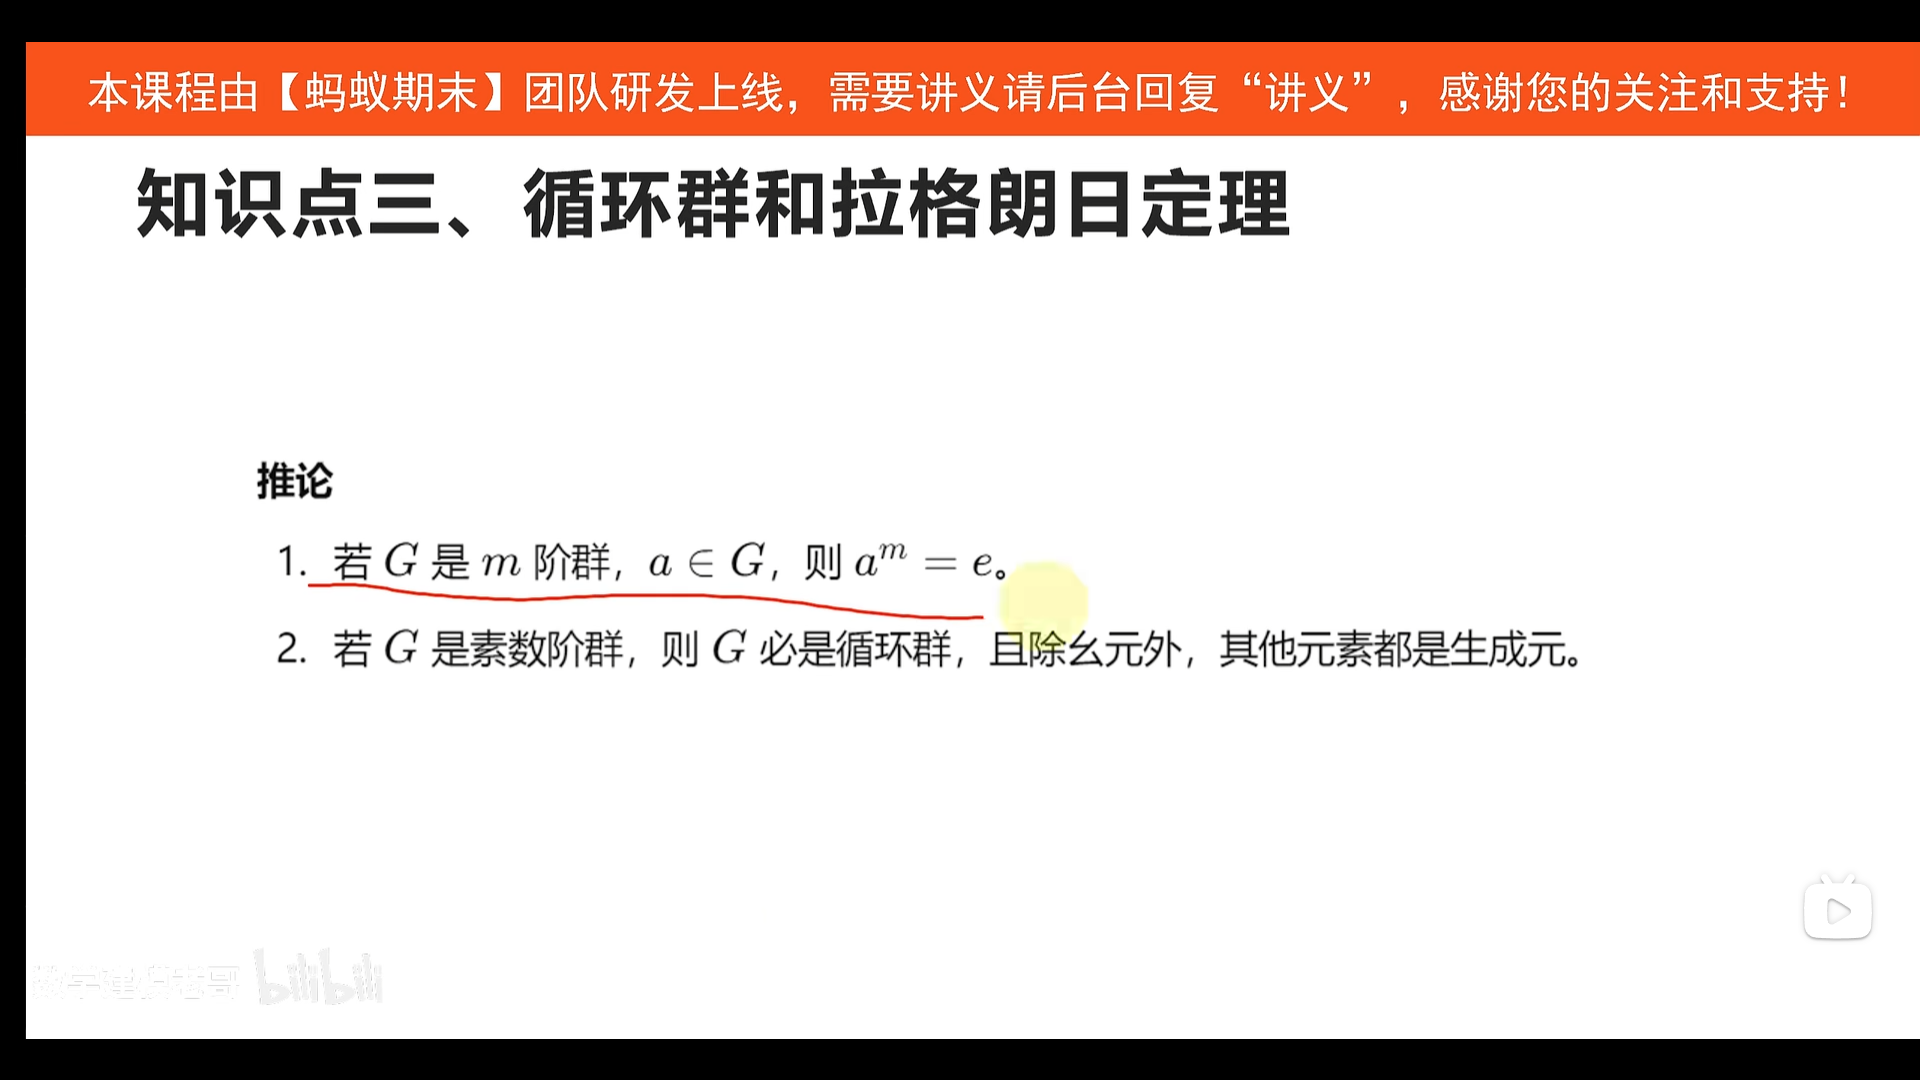 本课程由【蚂蚁期末】团队研发上线，需要讲义请后台回复“讲义”，感谢您的关注和支持！
知识点三、循环群和拉格朗日定理
推论
1. 若 G 是 m 阶群，a ∈ G，则 a^m = e。
2. 若 G 是素数阶群，则 G 必是循环群，且除幺元外，其他元素都是生成元。
数学建模老哥 bilibili